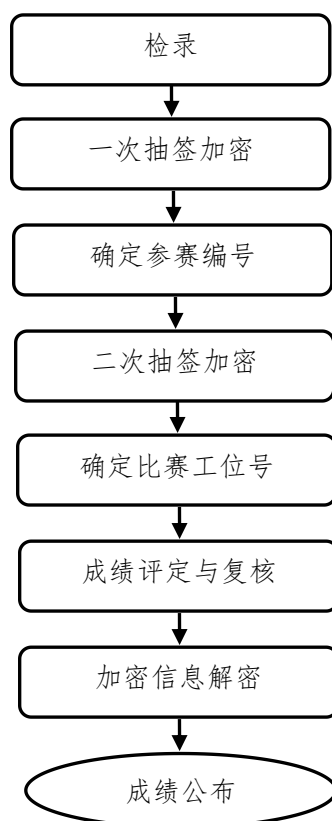 检录
一次抽签加密
确定参赛编号
二次抽签加密
确定比赛工位号
成绩评定与复核
加密信息解密
成绩公布